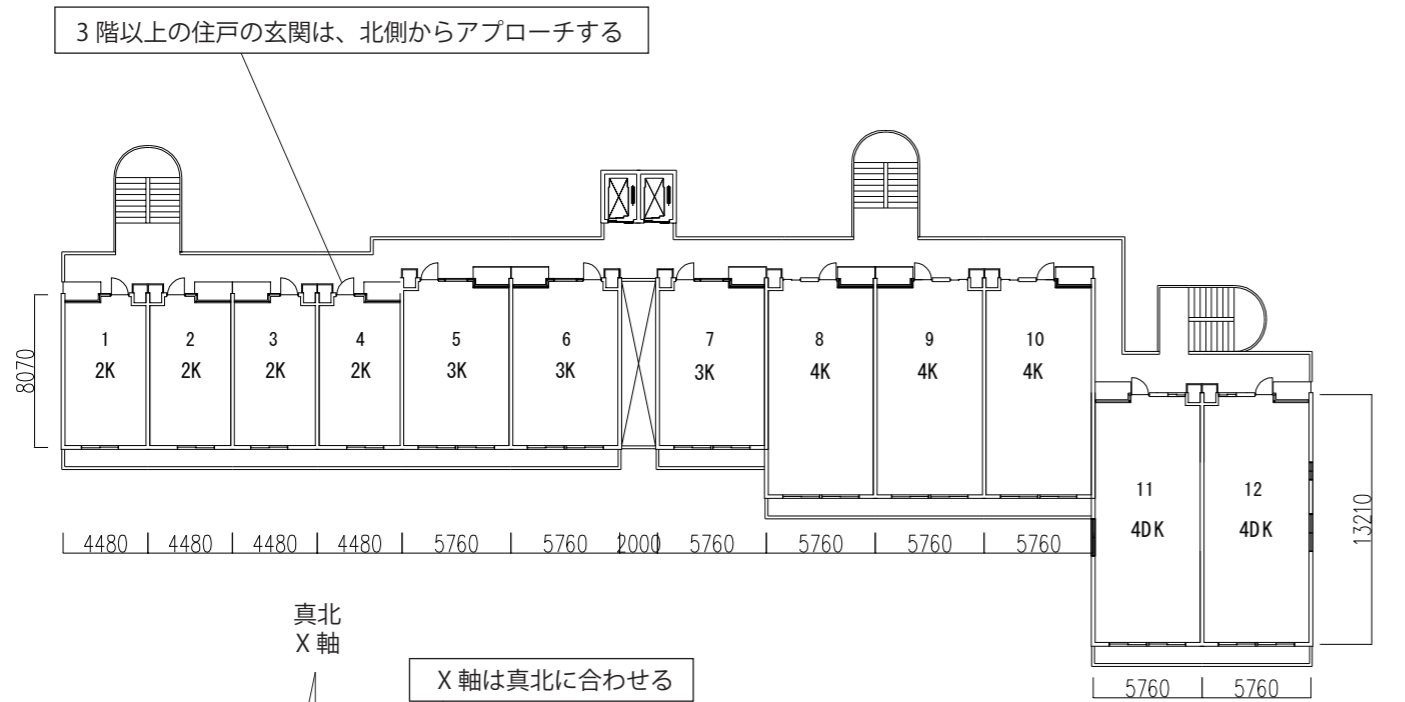 3 階以上の住戸の玄関は、北側からアプローチする
1 2 3 4 5 6 7 8 9 10
2K 2K 2K 2K 3K 3K 3K 4K 4K 4K
8070
11 12
4DK 4DK
13210
4480 4480 4480 4480 5760 5760 2000 5760 5760 5760 5760
真北
X 軸
X 軸は真北に合わせる
5760 5760